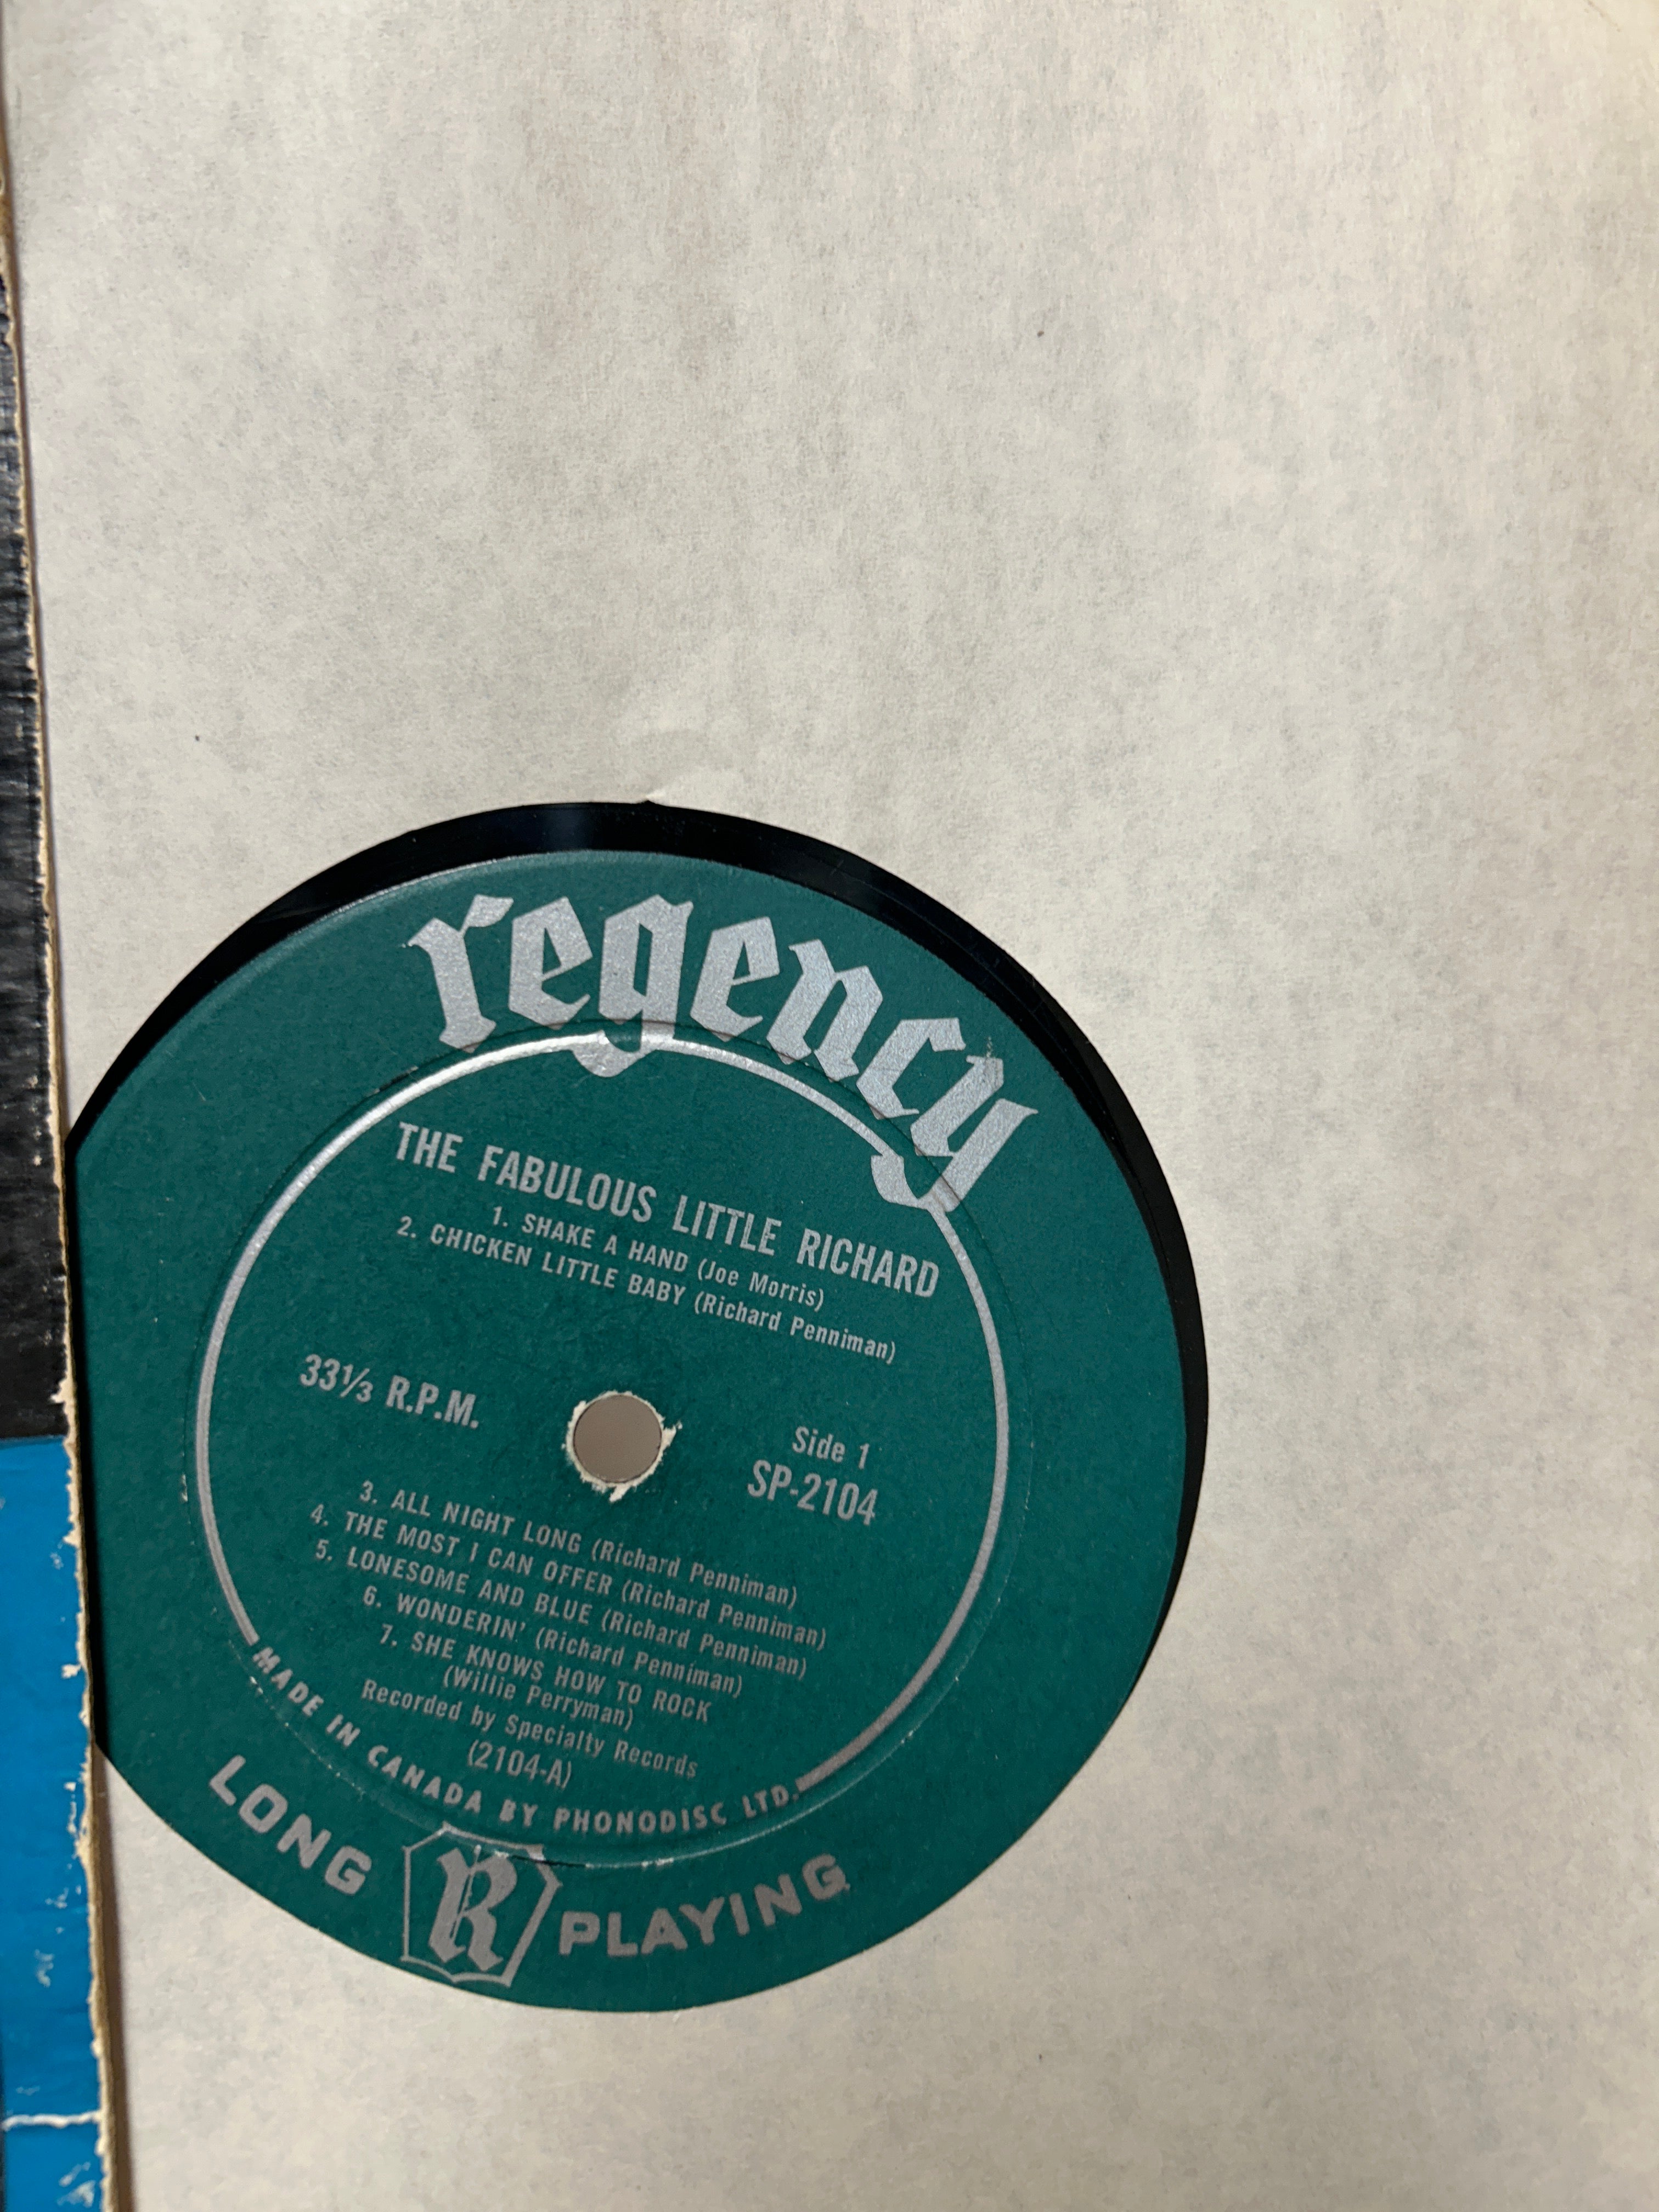 regency
THE FABULOUS LITTLE RICHARD
1. SHAKE A HAND (Joe Morris)
2. CHICKEN LITTLE BABY (Richard Penniman)
33⅓ R.P.M.
Side 1
SP-2104
3. ALL NIGHT LONG (Richard Penniman)
4. THE MOST I CAN OFFER (Richard Penniman)
5. LONESOME AND BLUE (Richard Penniman)
6. WONDERIN' (Richard Penniman)
7. SHE KNOWS HOW TO ROCK
(Willie Perryman)
Recorded by Specialty Records
(2104-A)
MADE IN CANADA BY PHONODISC LTD.
LONG R PLAYING